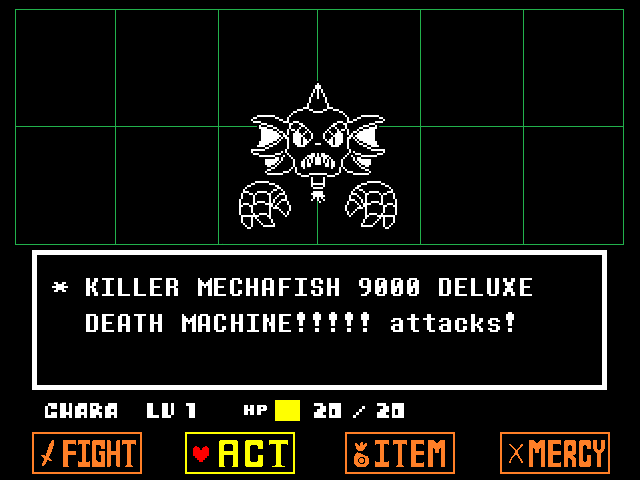 * KILLER MECHAFISH 9000 DELUXE
DEATH MACHINE!!!!! attacks!
CHARA LV 1 HP 20 / 20
FIGHT ACT ITEM MERCY